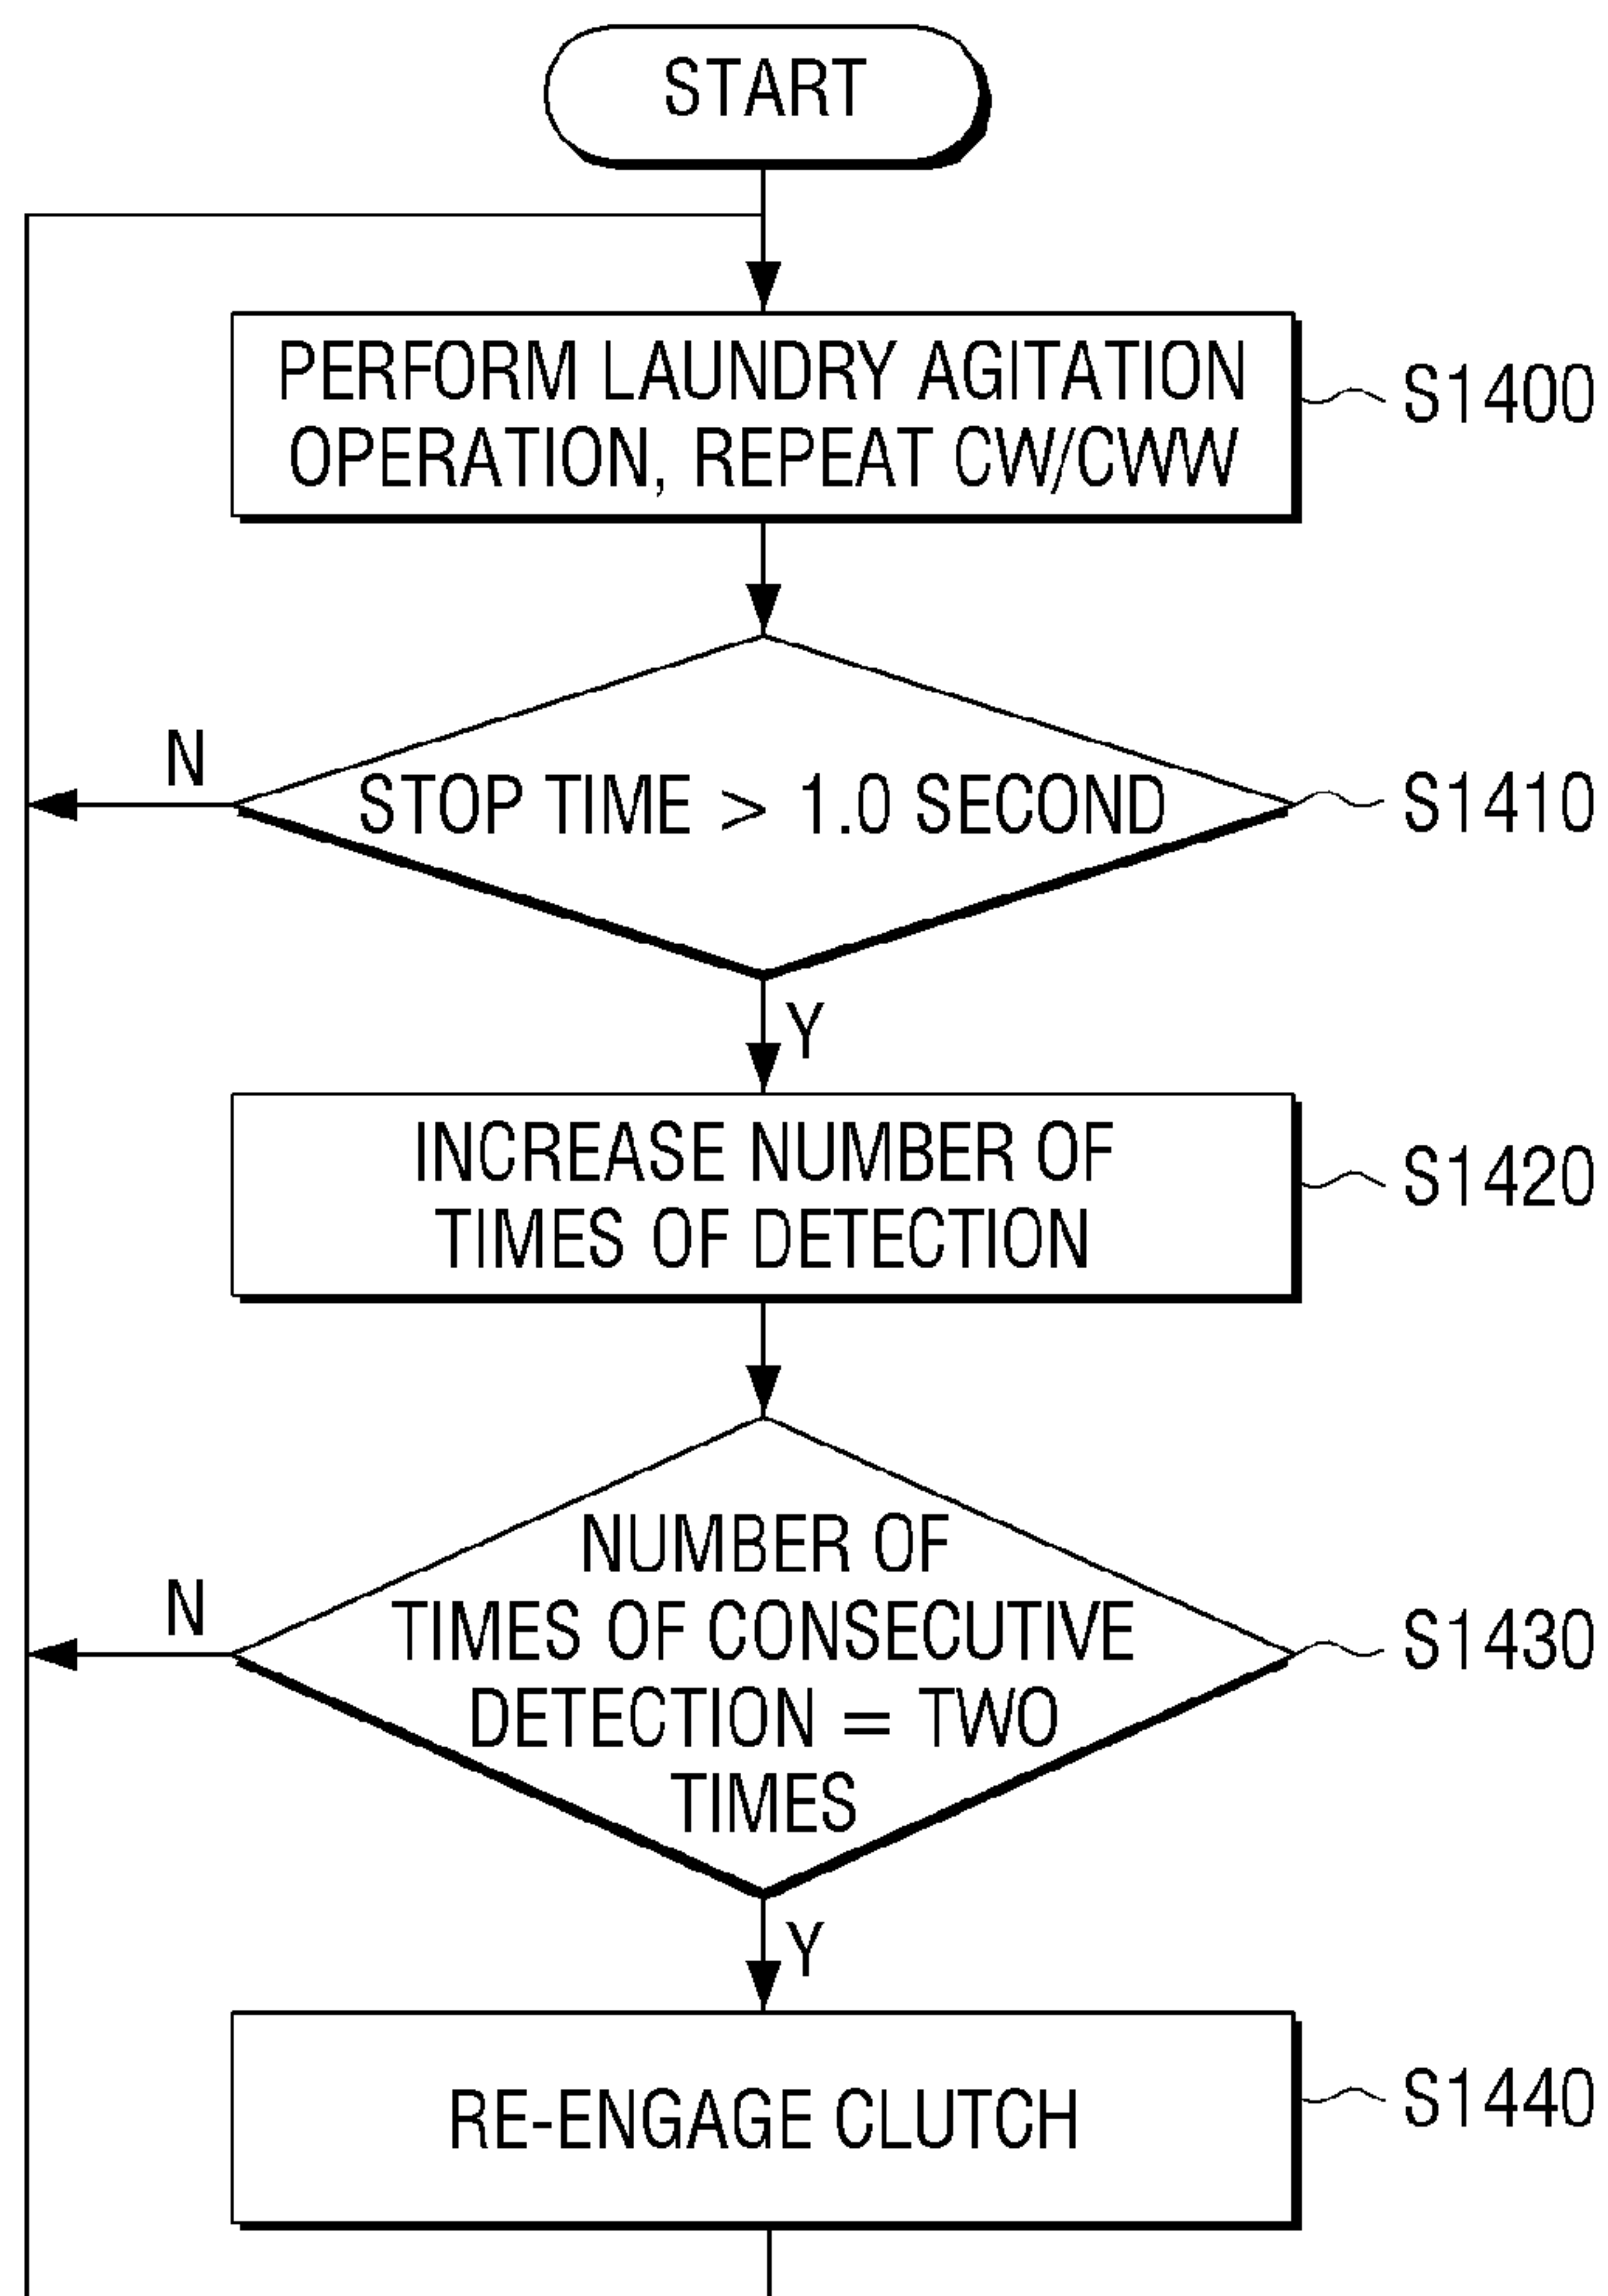 START
PERFORM LAUNDRY AGITATION
OPERATION, REPEAT CW/CWW
S1400
N
STOP TIME > 1.0 SECOND
S1410
Y
INCREASE NUMBER OF
TIMES OF DETECTION
S1420
N
NUMBER OF
TIMES OF CONSECUTIVE
DETECTION = TWO
TIMES
S1430
Y
RE-ENGAGE CLUTCH
S1440